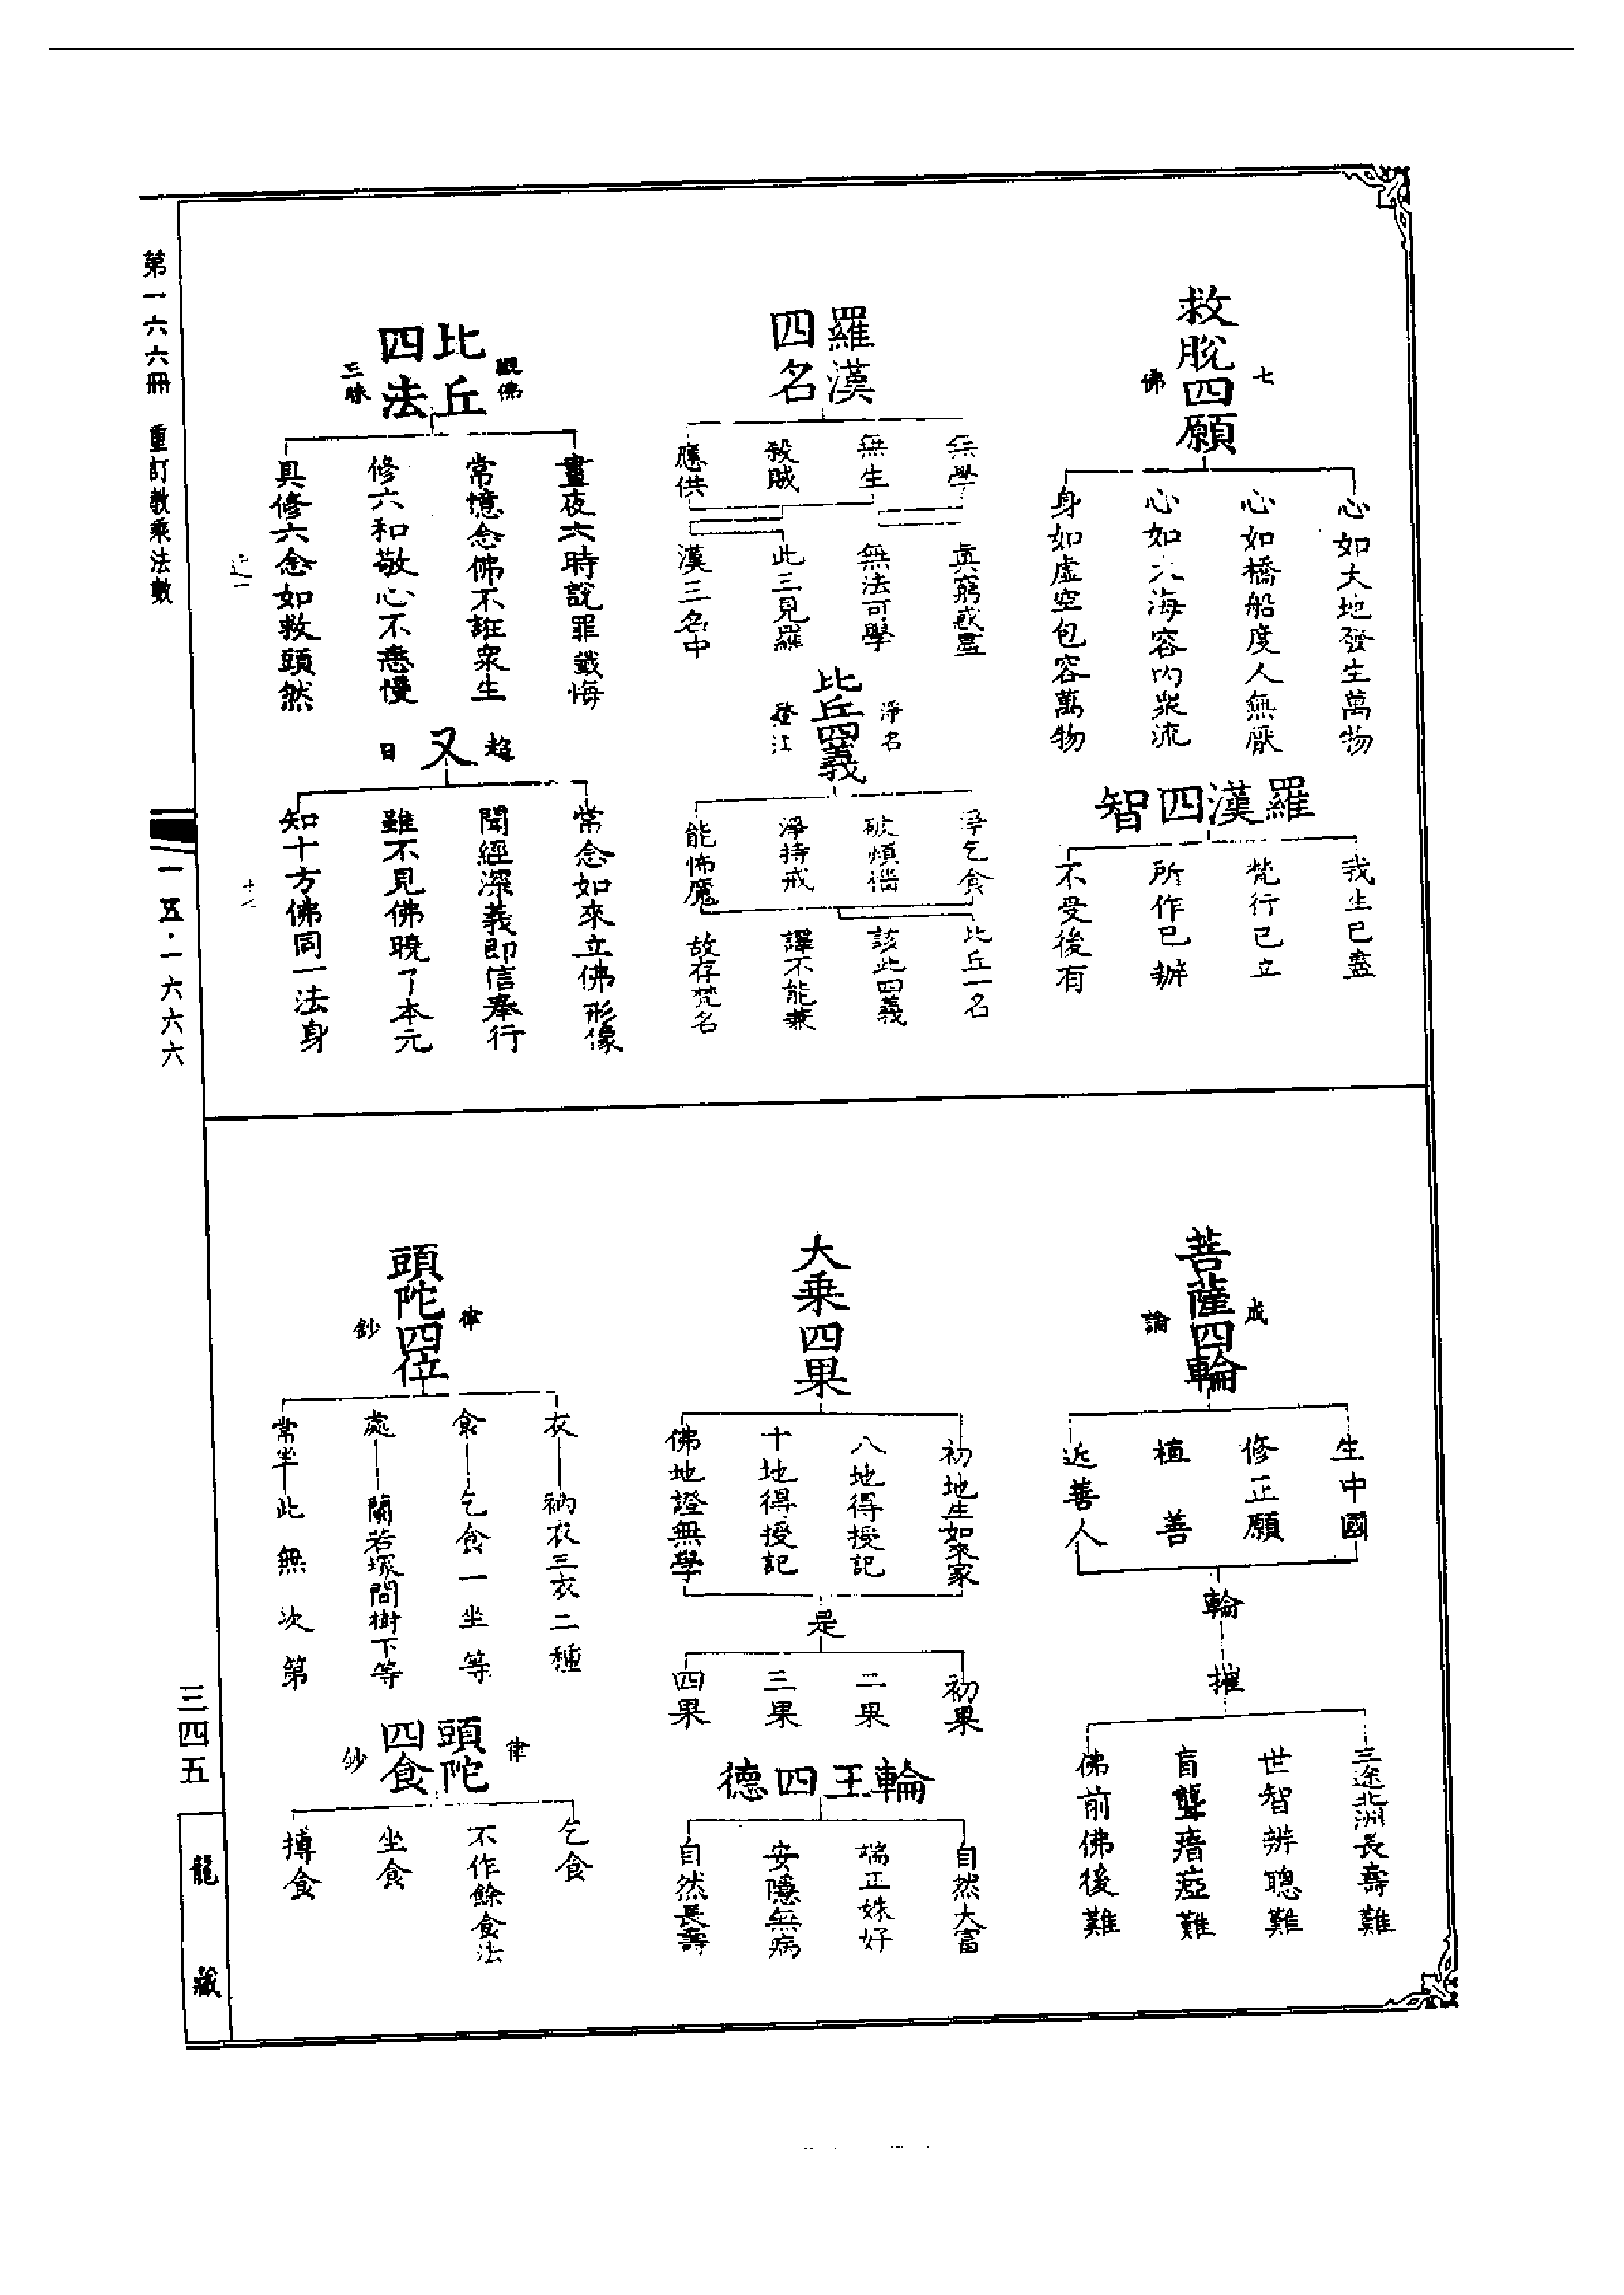 救脫四願
七佛
心如大地發生萬物
心如橋船度人無厭
心如大海容內衆流
身如虛空包容萬物
羅漢四智
我生已盡
梵行已立
所作已辦
不受後有
羅漢四名
無學
無生
殺賊
應供
眞窮惑盡
無法可學
此三見羅
漢三名中
比丘四義
淨名
淨乞食
破煩惱
淨持戒
能怖魔
比丘一名
該此四義
譯不能兼
故存梵名
比丘四法
觀佛三昧
晝夜六時說罪懺悔
常憶念佛不誑衆生
修六和敬心不恚慢
具修六念如救頭然
又
超日
常念如來立佛形像
聞經深義即信奉行
雖不見佛曉了本元
知十方佛同一法身
菩薩四輪
成論
生中國
修正願
植善
近善人
輪
摧
三途北洲長壽難
世智辨聰難
盲聾瘖瘂難
佛前佛後難
大乘四果
初地生如來家
八地得授記
十地得授記
佛地證無學
是
初果
二果
三果
四果
輪王四德
自然大富
端正姝好
安隱無病
自然長壽
頭陀四位
律鈔
衣 衲衣三衣二種
食 乞食一坐等
處 蘭若塚間樹下等
常坐 此無次第
頭陀四食
律鈔
乞食
不作餘食法
坐食
摶食
第一六六冊 重訂教乘法數
一五·一六六六
三四五
龍藏